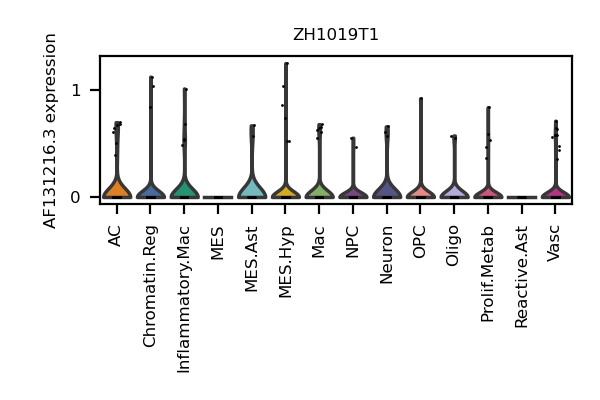 ZH1019T1
AF131216.3 expression
1
0
AC
Chromatin.Reg
Inflammatory.Mac
MES
MES.Ast
MES.Hyp
Mac
NPC
Neuron
OPC
Oligo
Prolif.Metab
Reactive.Ast
Vasc